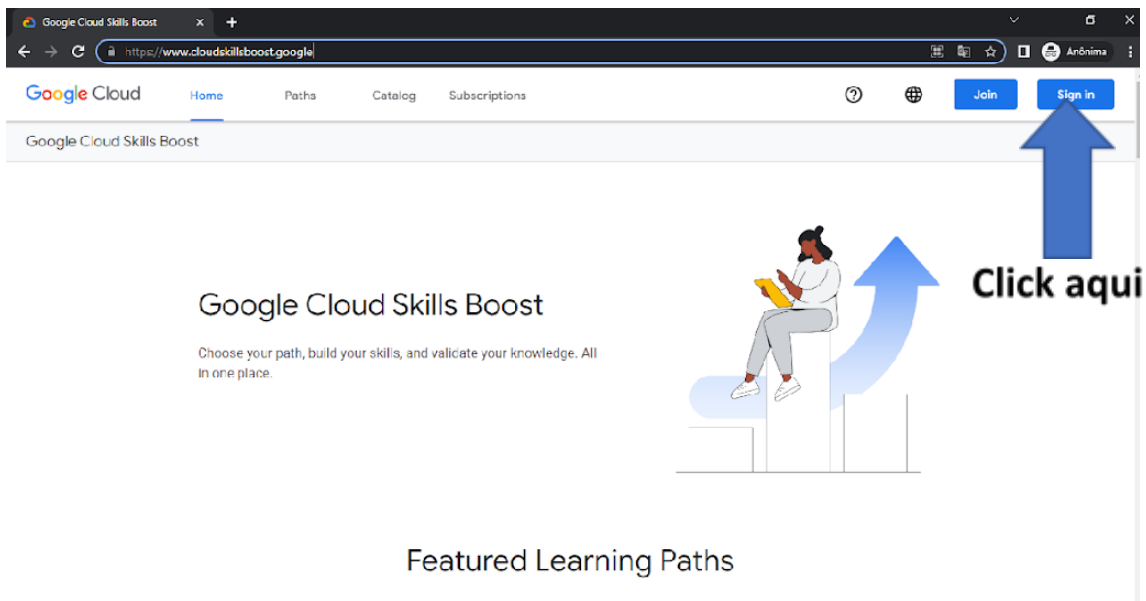 Google Cloud Skills Boost
https://www.cloudskillsboost.google
Anônima
Google Cloud
Home
Paths
Catalog
Subscriptions
Join
Sign in
Google Cloud Skills Boost
Click aqui
Google Cloud Skills Boost
Choose your path, build your skills, and validate your knowledge. All
in one place.
Featured Learning Paths